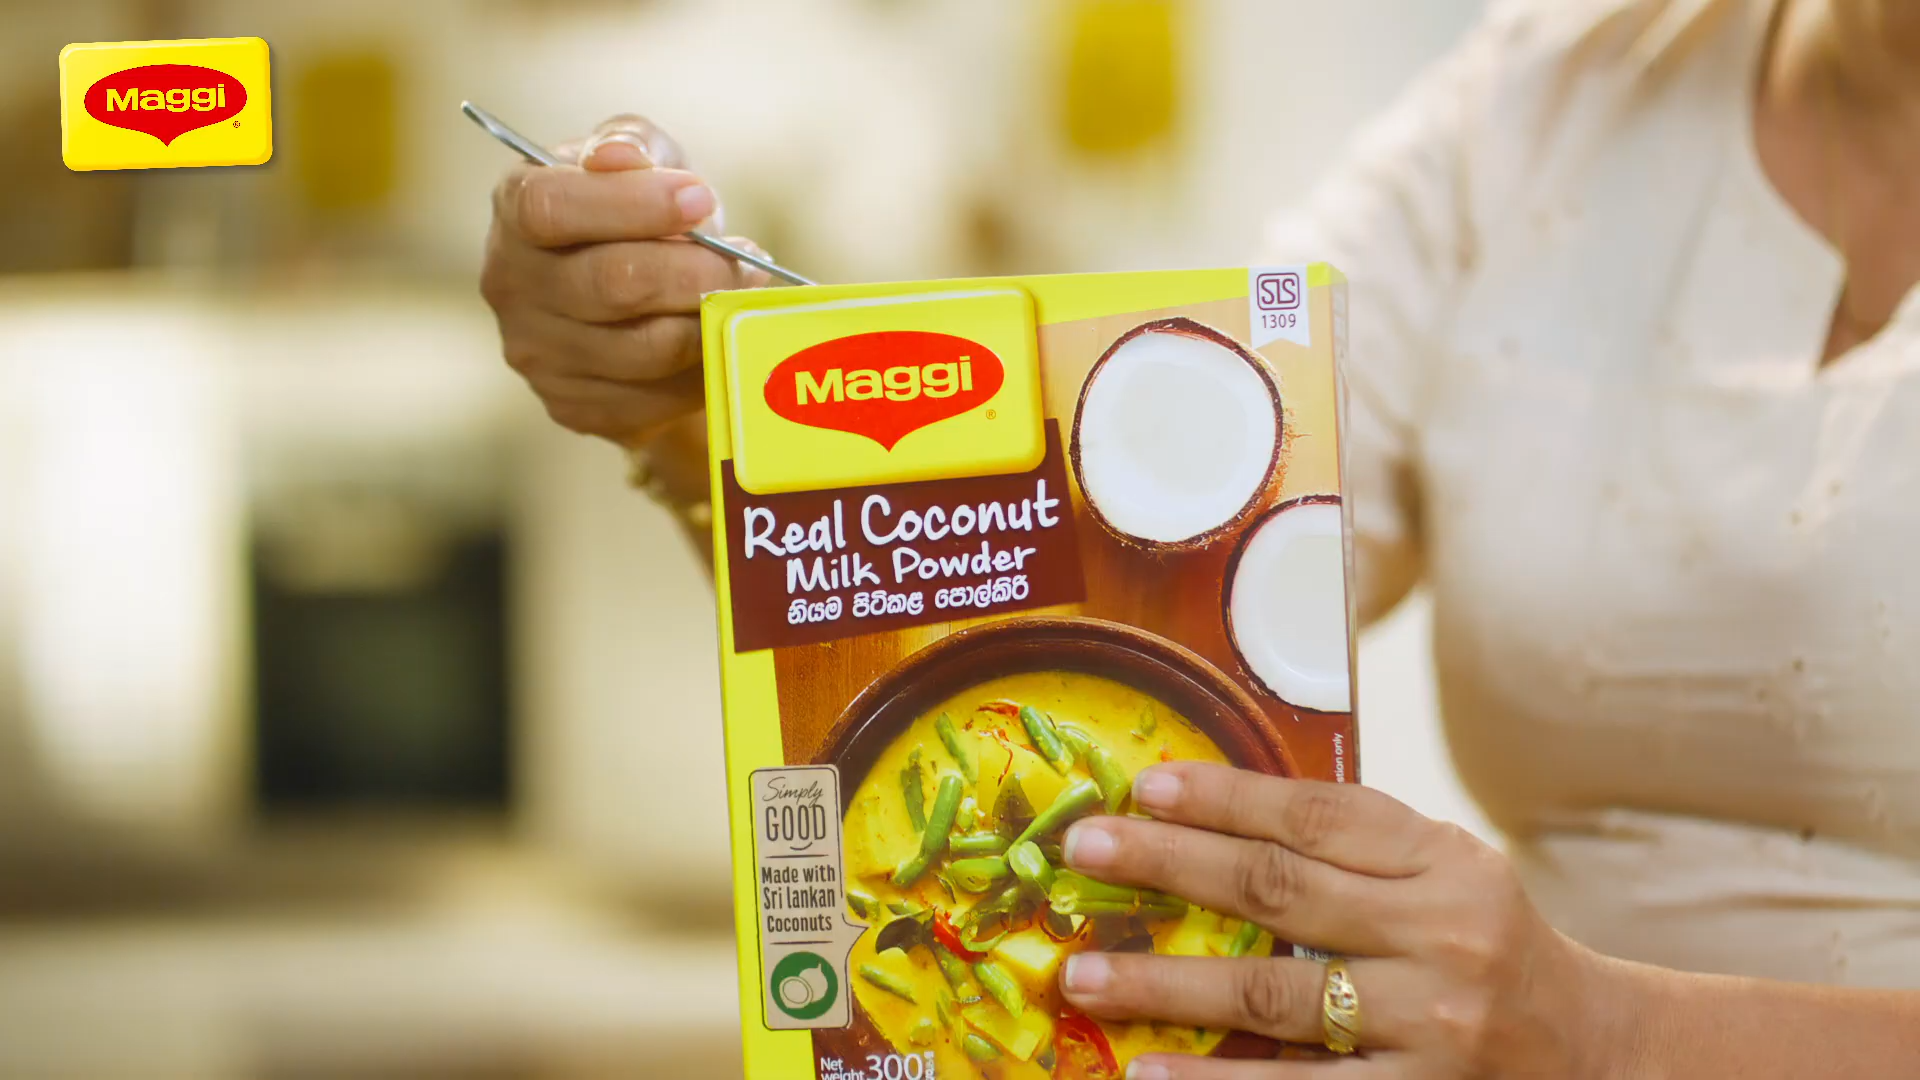 Maggi
®
SLS
1309
Maggi
®
Real Coconut
Milk Powder
නියම පිටිකළ පොල්කිරි
Simply
GOOD
Made with
Sri lankan
Coconuts
Net
weight 300